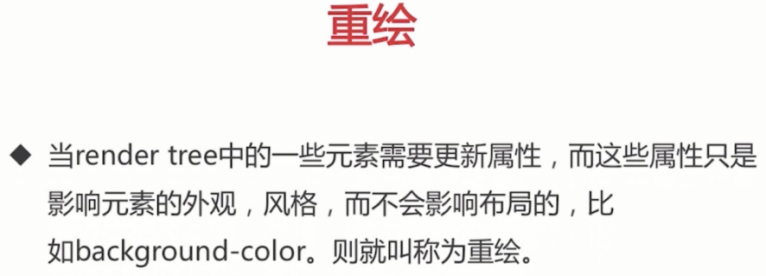 重绘
◆ 当render tree中的一些元素需要更新属性，而这些属性只是
影响元素的外观，风格，而不会影响布局的，比
如background-color。则就叫称为重绘。